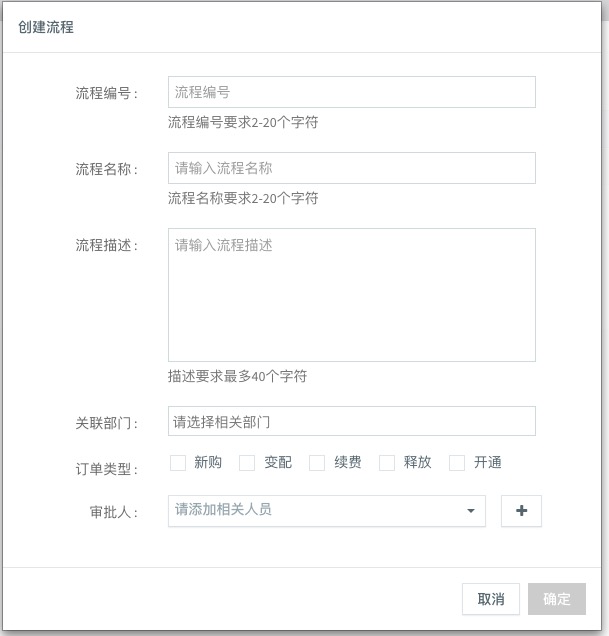 创建流程
流程编号:
流程编号
流程编号要求2-20个字符
流程名称:
请输入流程名称
流程名称要求2-20个字符
流程描述:
请输入流程描述
描述要求最多40个字符
关联部门:
请选择相关部门
订单类型:
新购 变配 续费 释放 开通
审批人:
请添加相关人员
取消 确定